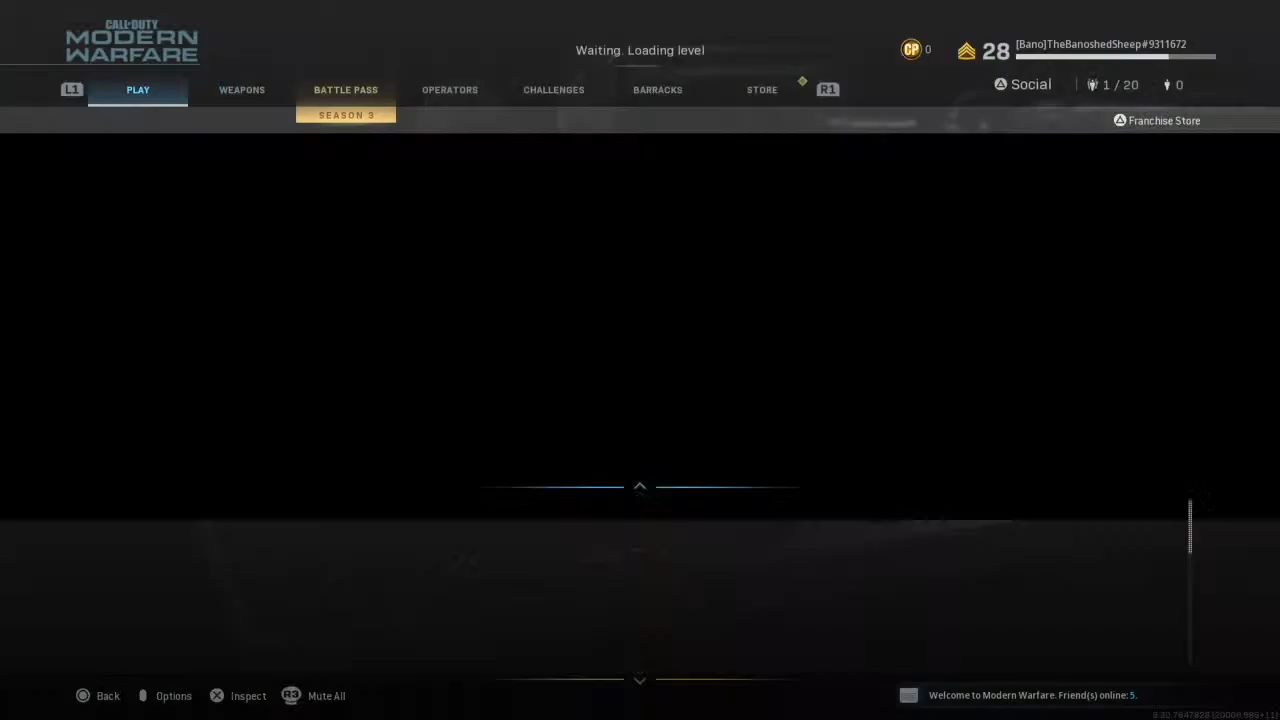 CALL·DUTY
MODERN
WARFARE
Waiting. Loading level
CP 0
28
[Bano]TheBanoshedSheep#9311672
L1
PLAY
WEAPONS
BATTLE PASS
OPERATORS
CHALLENGES
BARRACKS
STORE
R1
Social
1 / 20
0
SEASON 3
Franchise Store
Back
Options
Inspect
R3
Mute All
Welcome to Modern Warfare. Friend(s) online: 5.